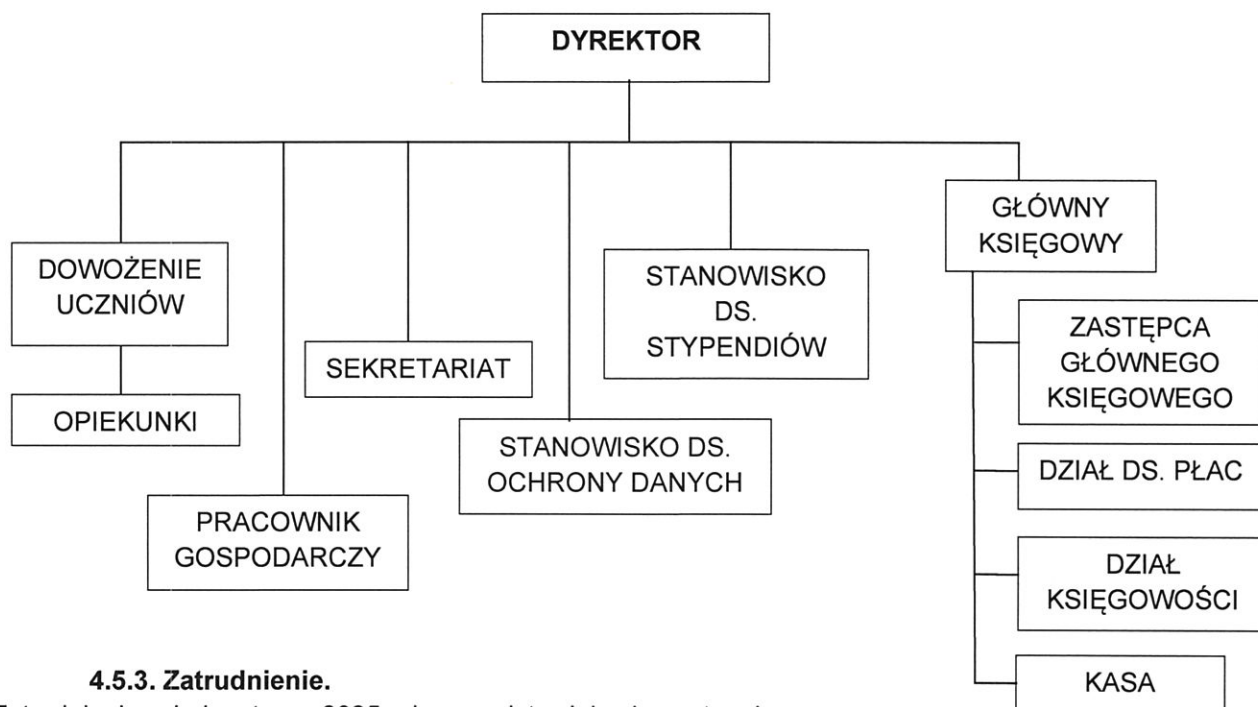 DYREKTOR
GŁÓWNY
KSIĘGOWY
DOWOŻENIE
UCZNIÓW
STANOWISKO
DS.
STYPENDIÓW
ZASTĘPCA
GŁÓWNEGO
KSIĘGOWEGO
SEKRETARIAT
OPIEKUNKI
STANOWISKO DS.
OCHRONY DANYCH
DZIAŁ DS. PŁAC
PRACOWNIK
GOSPODARCZY
DZIAŁ
KSIĘGOWOŚCI
KASA
4.5.3. Zatrudnienie.